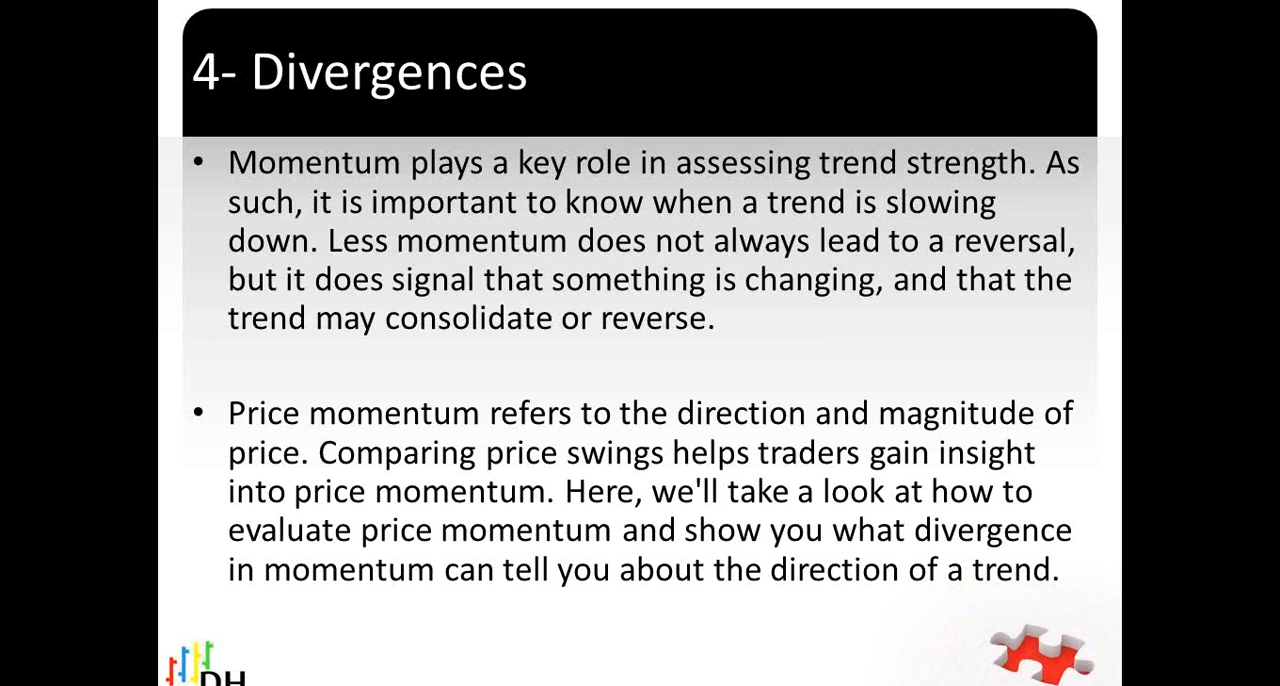 4- Divergences
• Momentum plays a key role in assessing trend strength. As
such, it is important to know when a trend is slowing
down. Less momentum does not always lead to a reversal,
but it does signal that something is changing, and that the
trend may consolidate or reverse.
• Price momentum refers to the direction and magnitude of
price. Comparing price swings helps traders gain insight
into price momentum. Here, we'll take a look at how to
evaluate price momentum and show you what divergence
in momentum can tell you about the direction of a trend.
DH